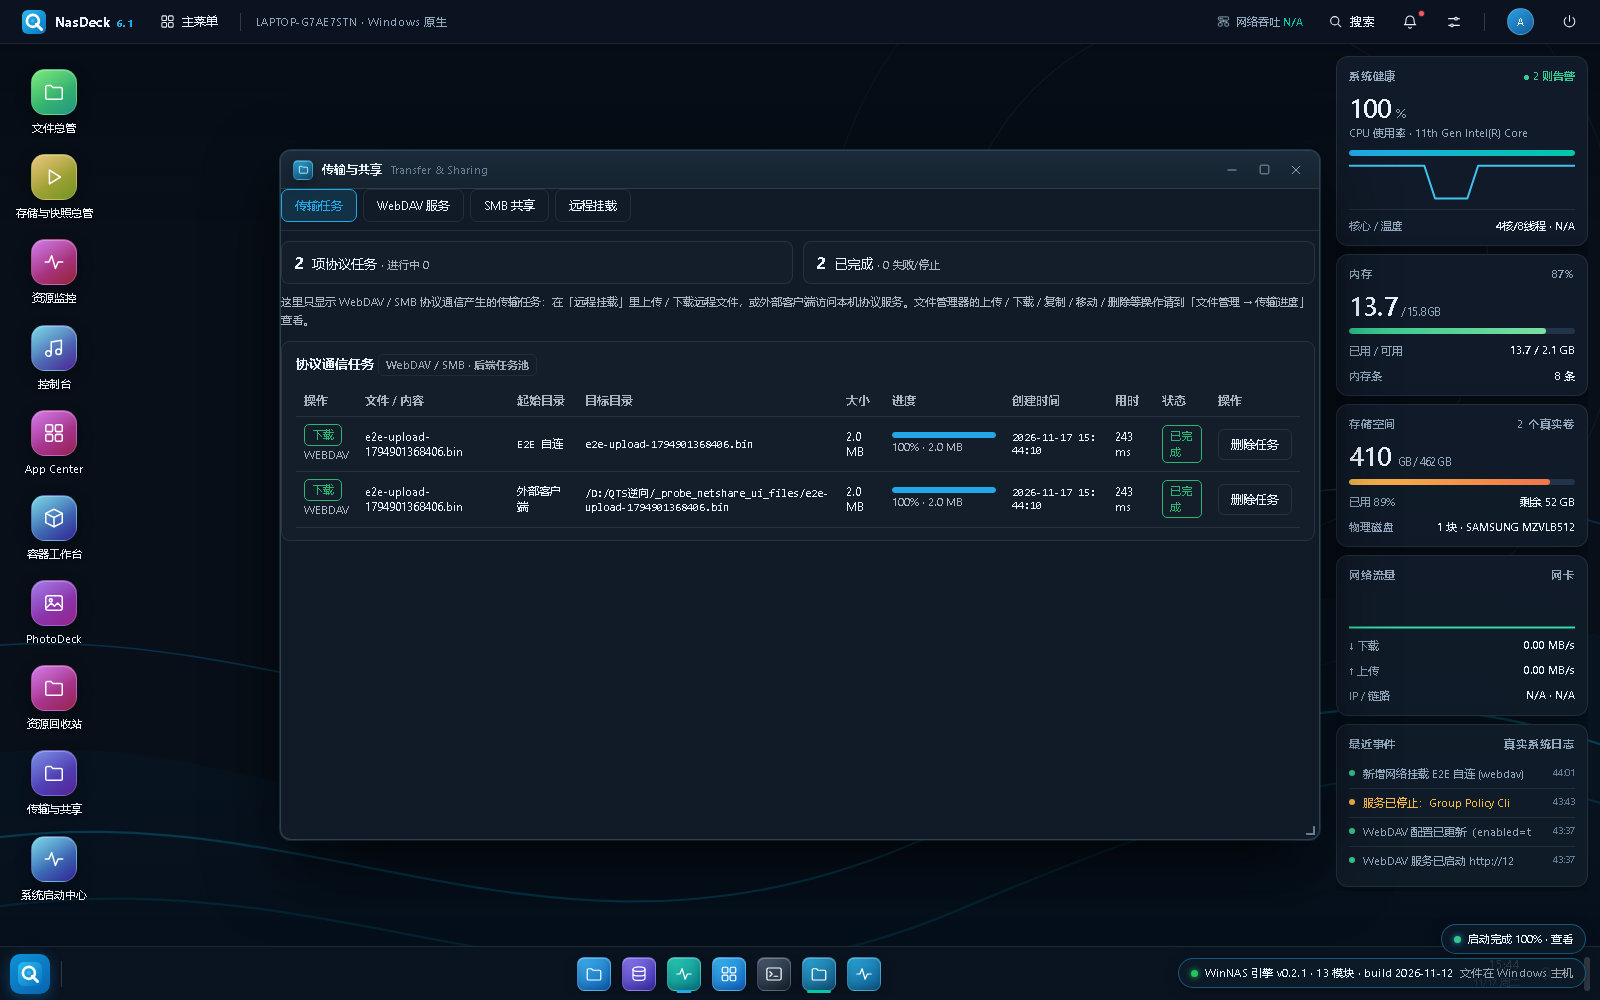 NasDeck 6.1 主菜单 LAPTOP-G7AE7STN · Windows 原生 网络吞吐 N/A 搜索 A
文件总管
存储与快照总管
资源监控
控制台
App Center
容器工作台
PhotoDeck
资源回收站
传输与共享
系统启动中心
传输与共享 Transfer & Sharing
传输任务 WebDAV 服务 SMB 共享 远程挂载
2 项协议任务 · 进行中 0
2 已完成 · 0 失败/停止
这里只显示 WebDAV / SMB 协议通信产生的传输任务：在「远程挂载」里上传 / 下载远程文件，或外部客户端访问本机协议服务。文件管理器的上传 / 下载 / 复制 / 移动 / 删除等操作请到「文件管理 → 传输进度」
查看。
协议通信任务 WebDAV / SMB · 后端任务池
操作 文件 / 内容 起始目录 目标目录 大小 进度 创建时间 用时 状态 操作
下载 WEBDAV e2e-upload-1794901368406.bin E2E 自连 e2e-upload-1794901368406.bin 2.0 MB 100% · 2.0 MB 2026-11-17 15:44:10 243 ms 已完成 删除任务
下载 WEBDAV e2e-upload-1794901368406.bin 外部客户端 /D:/QTS逆向/_probe_netshare_ui_files/e2e-upload-1794901368406.bin 2.0 MB 100% · 2.0 MB 2026-11-17 15:44:10 243 ms 已完成 删除任务
系统健康 2 则告警
100 %
CPU 使用率 · 11th Gen Intel(R) Core
核心 / 温度 4核/8线程 · N/A
内存 87%
13.7 / 15.8GB
已用 / 可用 13.7 / 2.1 GB
内存条 8 条
存储空间 2 个真实卷
410 GB / 462GB
已用 89% 剩余 52 GB
物理磁盘 1 块 · SAMSUNG MZVLB512
网络流量 网卡
↓ 下载 0.00 MB/s
↑ 上传 0.00 MB/s
IP / 链路 N/A · N/A
最近事件 真实系统日志
新增网络挂载 E2E 自连 (webdav) 44:01
服务已停止：Group Policy Cli 43:43
WebDAV 配置已更新（enabled=t 43:37
WebDAV 服务已启动 http://12 43:37
启动完成 100% · 查看
WinNAS 引擎 v0.2.1 · 13 模块 · build 2026-11-12 文件在 Windows 主机